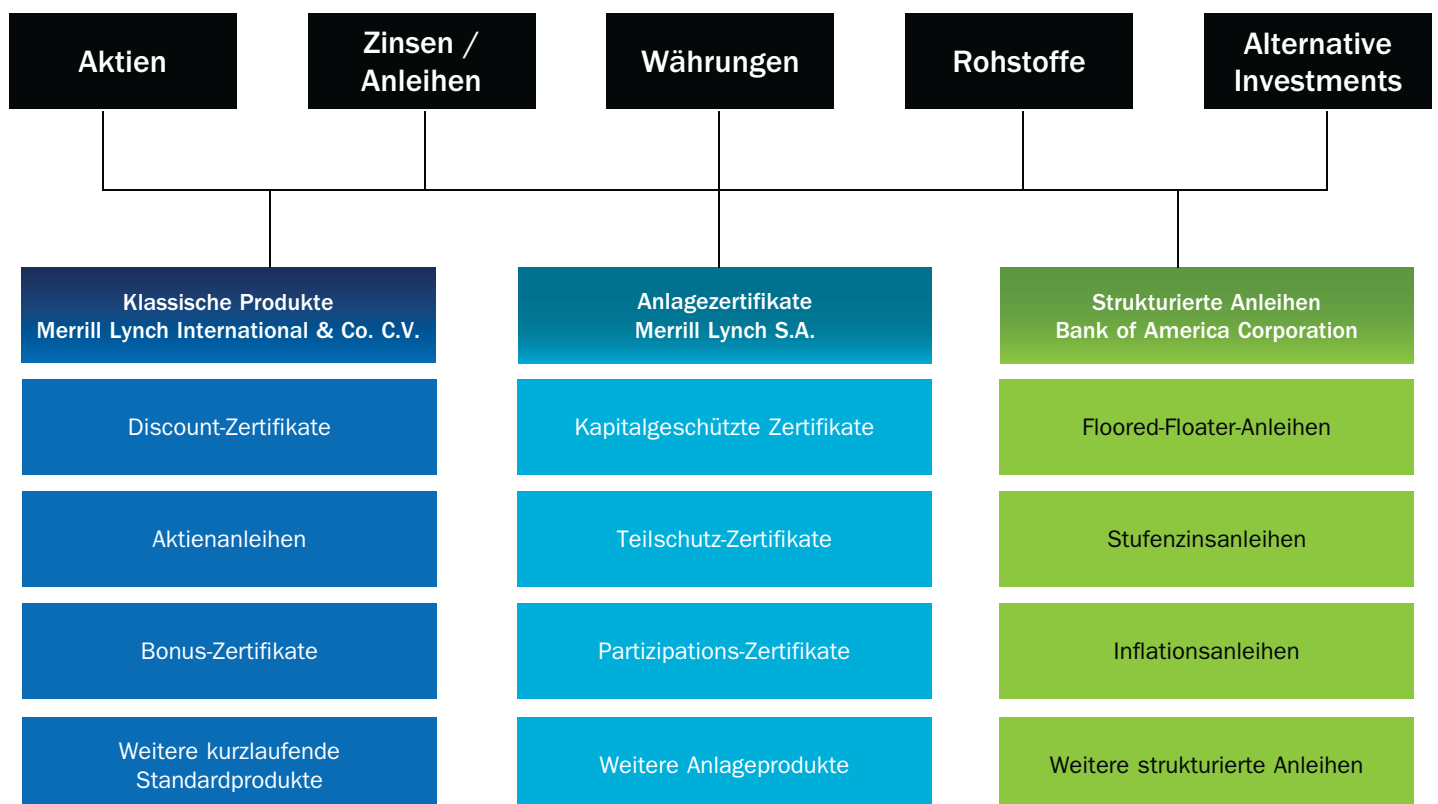 Aktien
Zinsen /
Anleihen
Währungen
Rohstoffe
Alternative
Investments
Klassische Produkte
Merrill Lynch International & Co. C.V.
Discount-Zertifikate
Aktienanleihen
Bonus-Zertifikate
Weitere kurzlaufende
Standardprodukte
Anlagezertifikate
Merrill Lynch S.A.
Kapitalgeschützte Zertifikate
Teilschutz-Zertifikate
Partizipations-Zertifikate
Weitere Anlageprodukte
Strukturierte Anleihen
Bank of America Corporation
Floored-Floater-Anleihen
Stufenzinsanleihen
Inflationsanleihen
Weitere strukturierte Anleihen